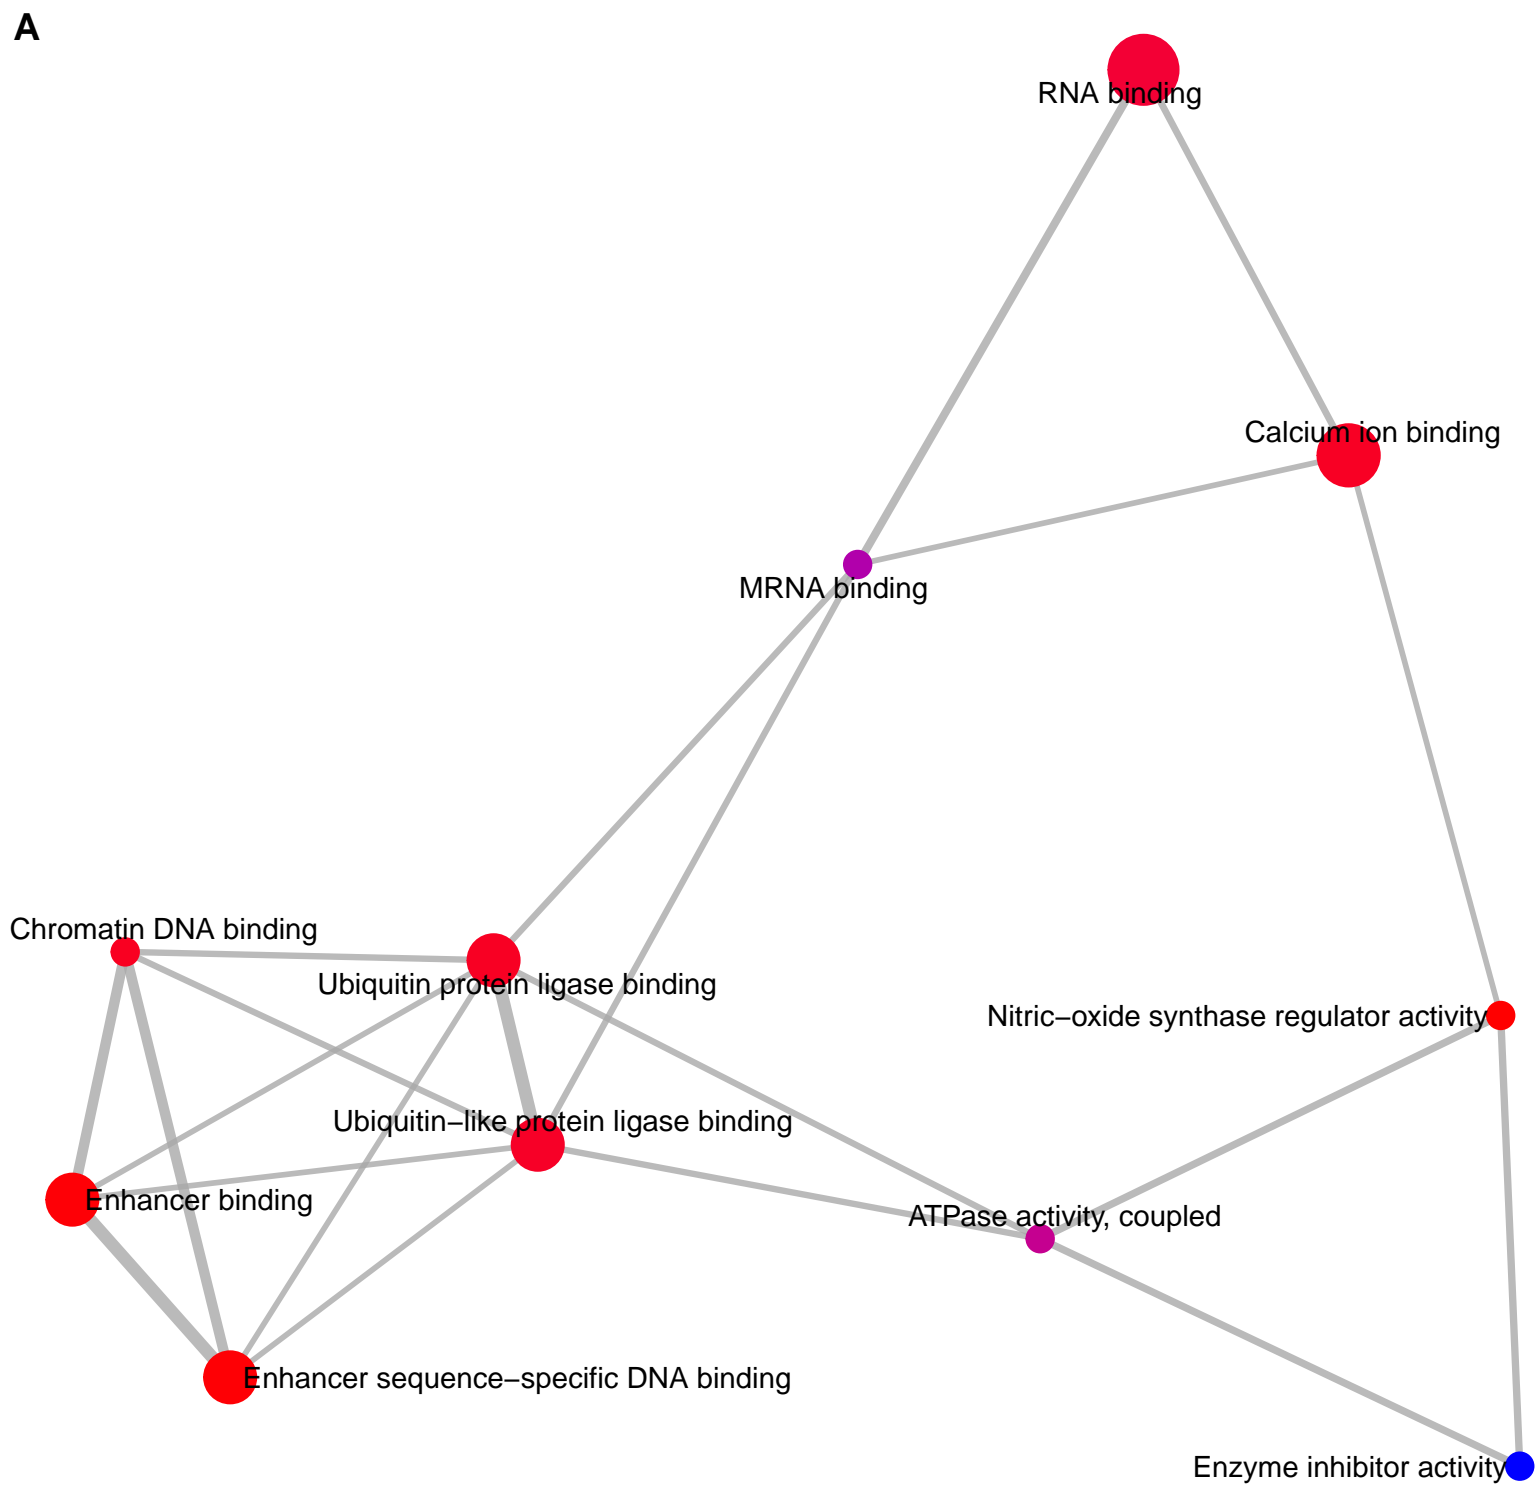 A
RNA binding
Calcium ion binding
MRNA binding
Chromatin DNA binding
Ubiquitin protein ligase binding
Nitric−oxide synthase regulator activity
Ubiquitin−like protein ligase binding
Enhancer binding
ATPase activity, coupled
Enhancer sequence−specific DNA binding
Enzyme inhibitor activity